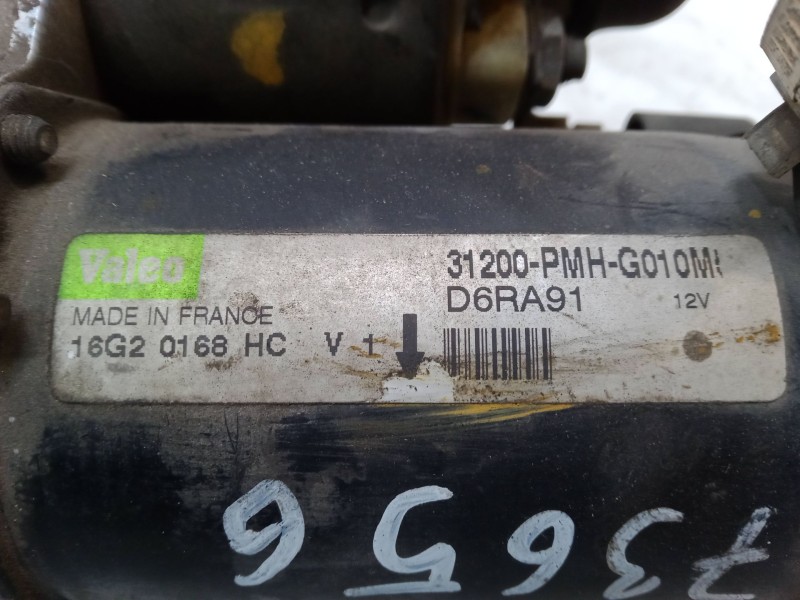 Valeo
31200-PMH-G010M
D6RA91
12V
MADE IN FRANCE
16G2 0168 HC V 1
73656